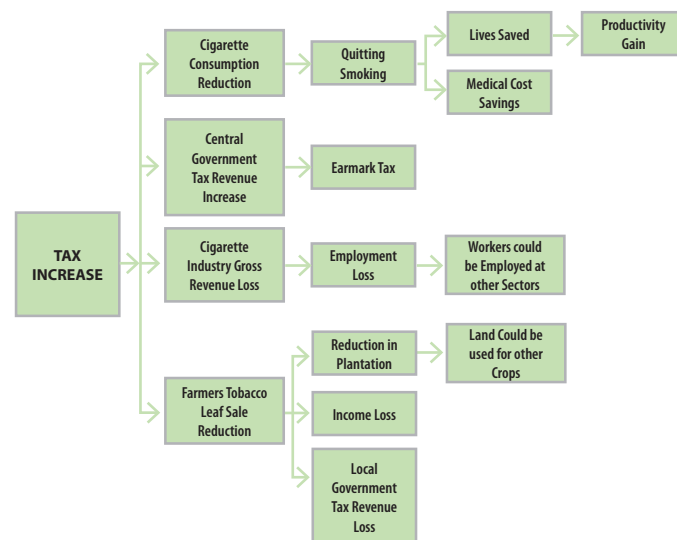 Cigarette
Consumption
Reduction
Quitting
Smoking
Lives Saved
Productivity
Gain
Medical Cost
Savings
Central
Government
Tax Revenue
Increase
Earmark Tax
TAX
INCREASE
Cigarette
Industry Gross
Revenue Loss
Employment
Loss
Workers could
be Employed at
other Sectors
Farmers Tobacco
Leaf Sale
Reduction
Reduction in
Plantation
Land Could be
used for other
Crops
Income Loss
Local
Government
Tax Revenue
Loss